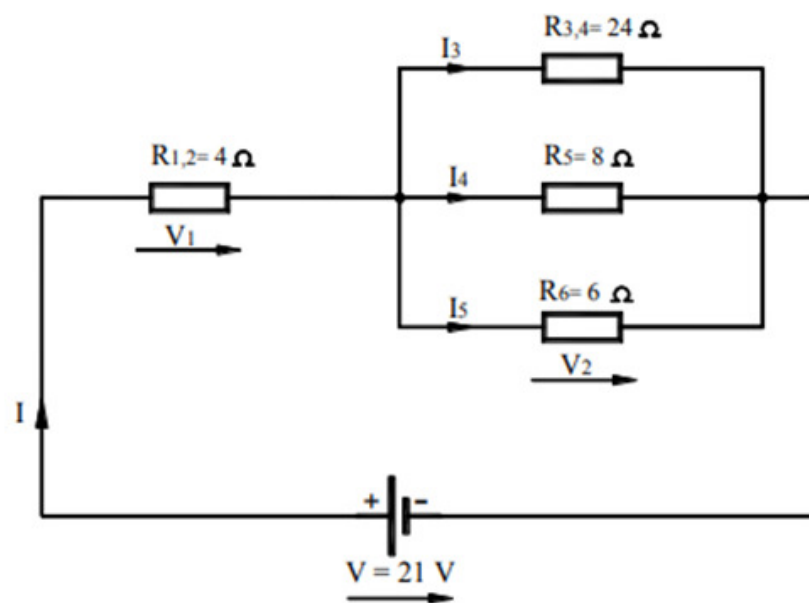 R3,4= 24 Ω
I3
R1,2= 4 Ω
R5= 8 Ω
I4
V1
R6= 6 Ω
I5
V2
I
+ -
V = 21 V